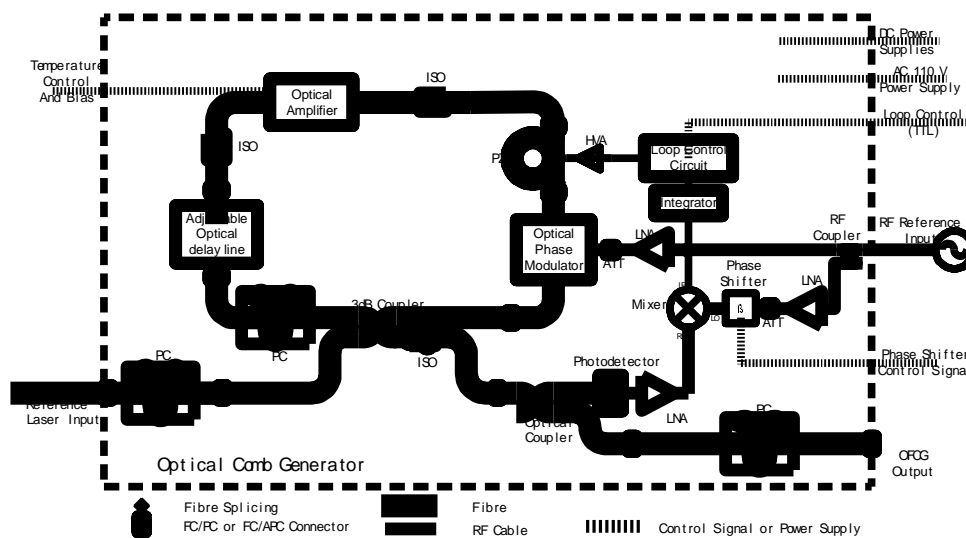 DC Power
Supplies
Temperature
Control
And Bias
ISO
AC 110 V
Power Supply
Optical
Amplifier
Loop Control
(TTL)
ISO
HVA
Loop Control
Circuit
Integrator
Adjustable
Optical
delay line
Optical
Phase
Modulator
LNA
ATT
RF
Coupler
RF Reference
Input
Phase
Shifter
LNA
Mixer
ß
ATT
3dB Coupler
PC
ISO
PC
Photodetector
Phase Shifter
Control Signal
Reference
Laser Input
LNA
PC
Optical
Coupler
OFCG
Output
Optical Comb Generator
Fibre Splicing
FC/PC or FC/APC Connector
Fibre
RF Cable
Control Signal or Power Supply